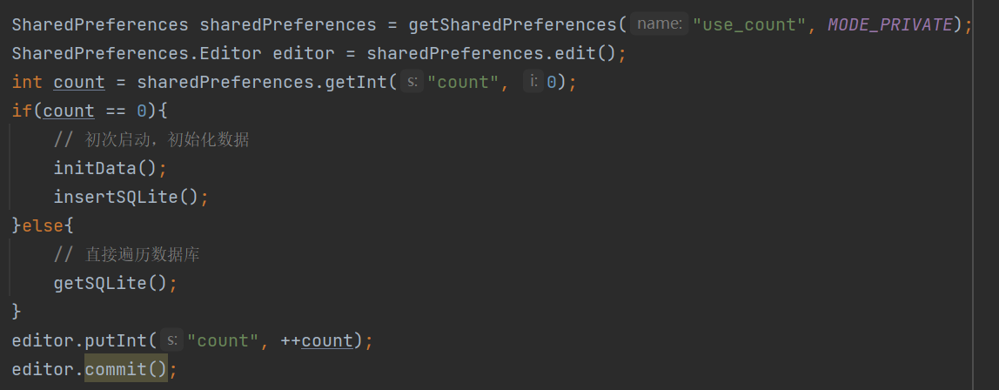 SharedPreferences sharedPreferences = getSharedPreferences( name: "use_count", MODE_PRIVATE);
SharedPreferences.Editor editor = sharedPreferences.edit();
int count = sharedPreferences.getInt( s: "count", i: 0);
if(count == 0){
    // 初次启动，初始化数据
    initData();
    insertSQLite();
}else{
    // 直接遍历数据库
    getSQLite();
}
editor.putInt( s: "count", ++count);
editor.commit();